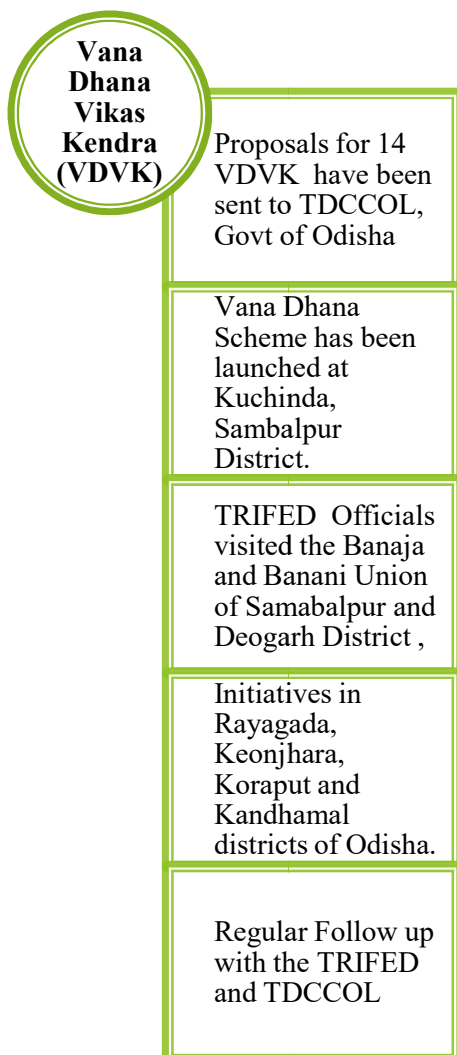 Vana
Dhana
Vikas
Kendra
(VDVK)
Proposals for 14
VDVK have been
sent to TDCCOL,
Govt of Odisha
Vana Dhana
Scheme has been
launched at
Kuchinda,
Sambalpur
District.
TRIFED Officials
visited the Banaja
and Banani Union
of Samabalpur and
Deogarh District ,
Initiatives in
Rayagada,
Keonjhara,
Koraput and
Kandhamal
districts of Odisha.
Regular Follow up
with the TRIFED
and TDCCOL